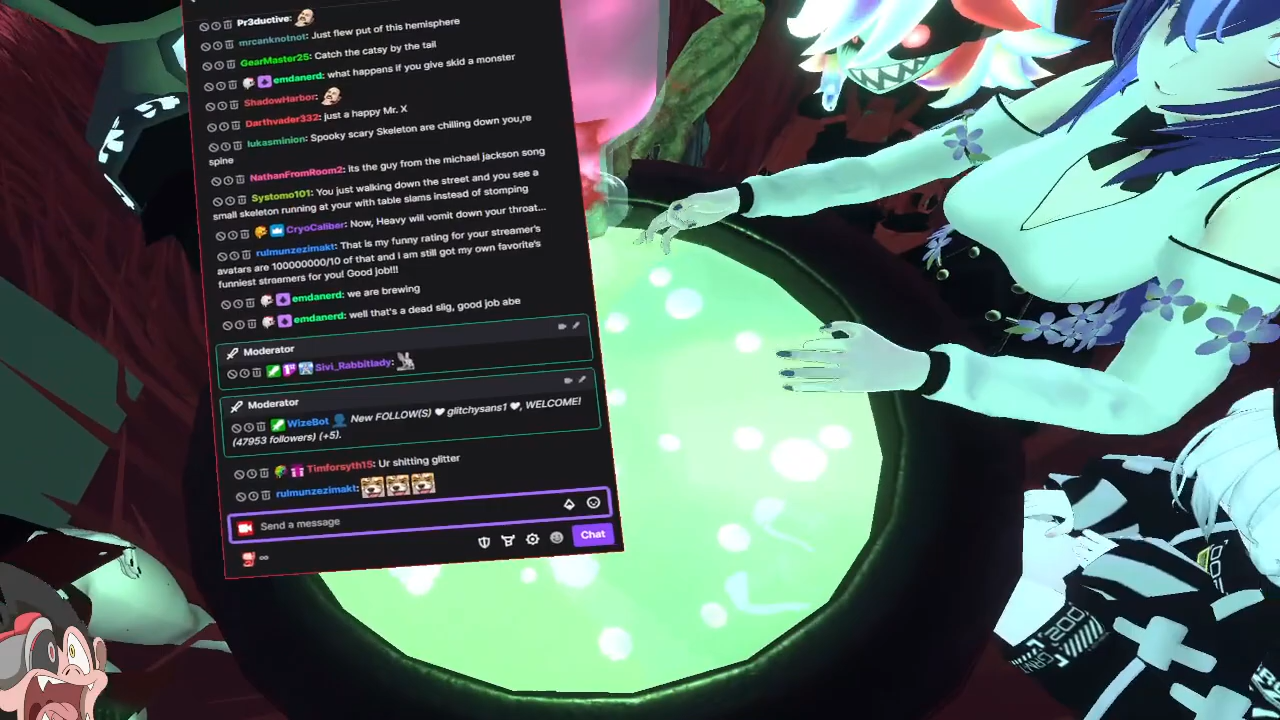 Pr3ductive:
mrcanknotnot: Just flew put of this hemisphere
GearMaster25: Catch the catsy by the tail
emdanerd: what happens if you give skid a monster
ShadowHarbor:
Darthvader332: just a happy Mr. X
lukasminion: Spooky scary Skeleton are chilling down you,re
spine
NathanFromRoom2: Its the guy from the michael jackson song
Systomo101: You just walking down the street and you see a
small skeleton running at your with table slams instead of stomping
CryoCaliber: Now, Heavy will vomit down your throat...
rulmunzezimakt: That is my funny rating for your streamer's
avatars are 100000000/10 of that and I am still got my own favorite's
funniest streamers for you! Good job!!!
emdanerd: we are brewing
emdanerd: well that's a dead slig, good job abe
Moderator
Sivi_Rabbitlady:
Moderator
WizeBot New FOLLOW(S) ♥ glitchysans1 ♥, WELCOME!
(47953 followers) (+5).
Timforsyth15: Ur shitting glitter
rulmunzezimakt:
Send a message
∞
Chat
200